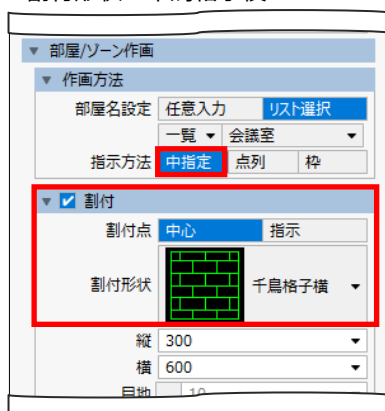 ▼ 部屋/ゾーン作画
▼ 作画方法
部屋名設定 任意入力 リスト選択
一覧 ▼ 会議室 ▼
指示方法 中指定 点列 枠
▼ ☑ 割付
割付点 中心 指示
割付形状 千鳥格子横 ▼
縦 300 ▼
横 600 ▼
目地 10